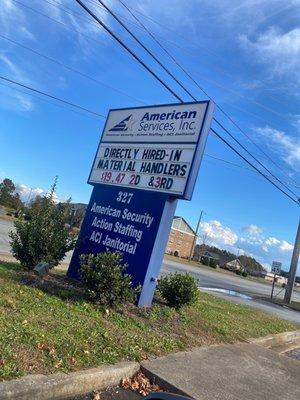 American
Services, Inc.
American Security · Action Staffing · ACI Janitorial
DIRECTLY HIRED-IN
MATERIAL HANDLERS
$19.47 2D & 3RD
327
American Security
Action Staffing
ACI Janitorial